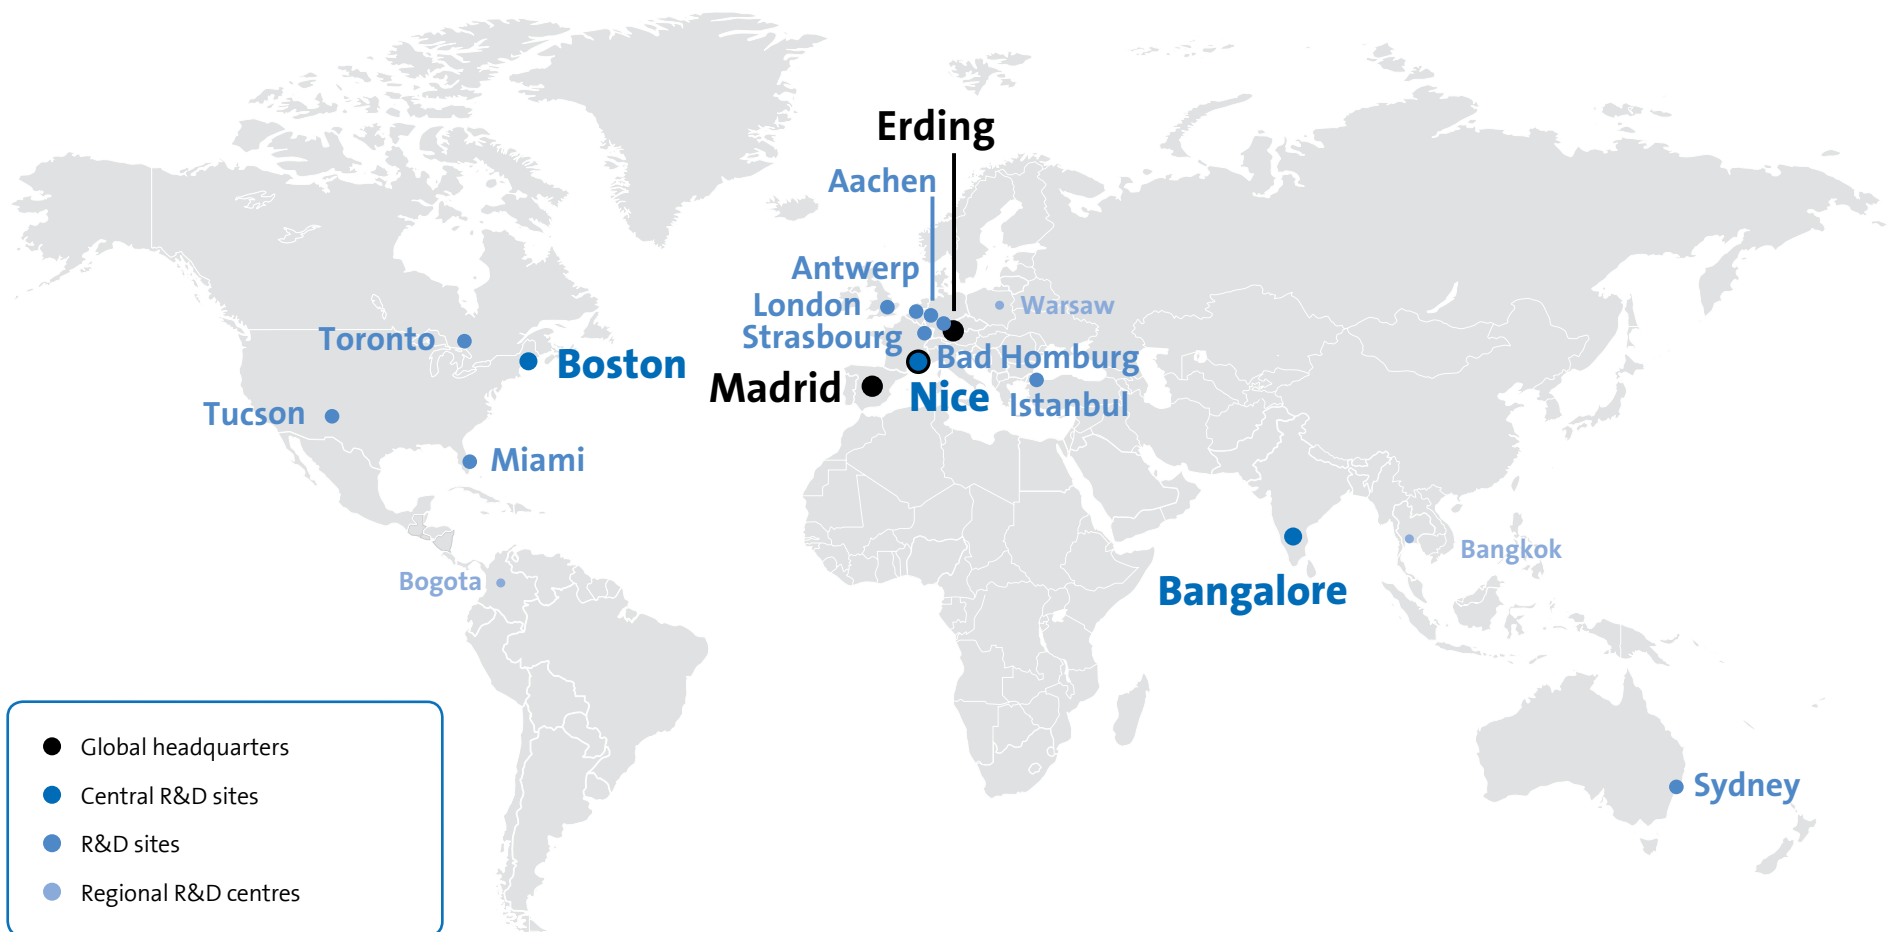 Erding
Aachen
Antwerp
London
Warsaw
Strasbourg
Toronto
Bad Homburg
Boston
Madrid
Nice
Istanbul
Tucson
Miami
Bangkok
Bogota
Bangalore
Sydney
Global headquarters
Central R&D sites
R&D sites
Regional R&D centres